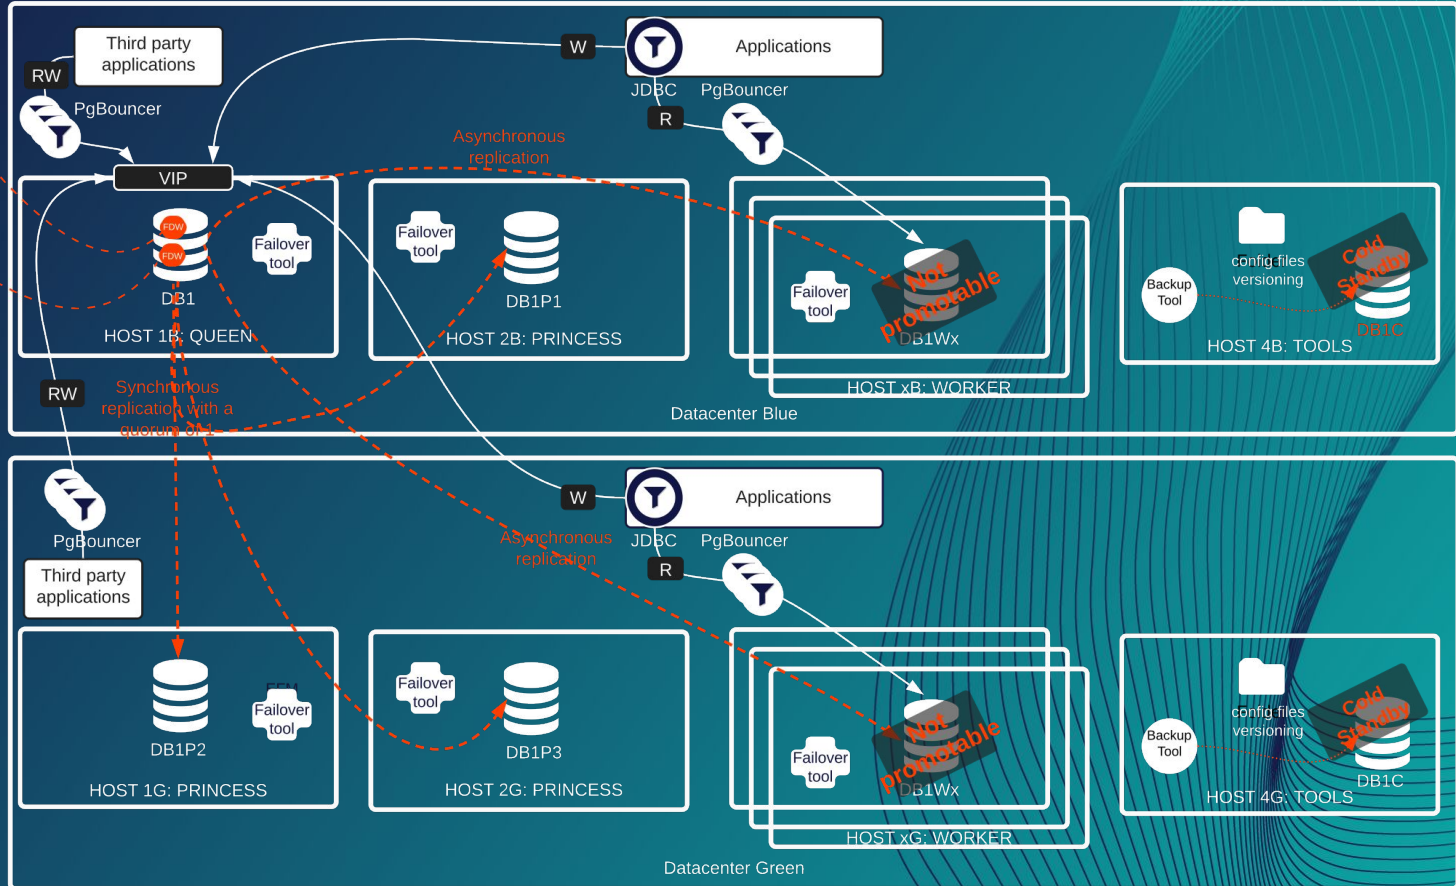 Third party
applications
RW
PgBouncer
W
Applications
JDBC
PgBouncer
R
Asynchronous
replication
VIP
FDW
FDW
DB1
Failover
tool
HOST 1B: QUEEN
Failover
tool
DB1P1
HOST 2B: PRINCESS
Failover
tool
Not
promotable
DB1Wx
HOST xB: WORKER
config files
versioning
Backup
Tool
Cold
Standby
DB1C
HOST 4B: TOOLS
RW
Synchronous
replication with a
quorum of 1
Datacenter Blue
PgBouncer
Third party
applications
W
Applications
JDBC
PgBouncer
R
Asynchronous
replication
DB1P2
EFM
Failover
tool
HOST 1G: PRINCESS
Failover
tool
DB1P3
HOST 2G: PRINCESS
Failover
tool
Not
promotable
DB1Wx
HOST xG: WORKER
config files
versioning
Backup
Tool
Cold
Standby
DB1C
HOST 4G: TOOLS
Datacenter Green